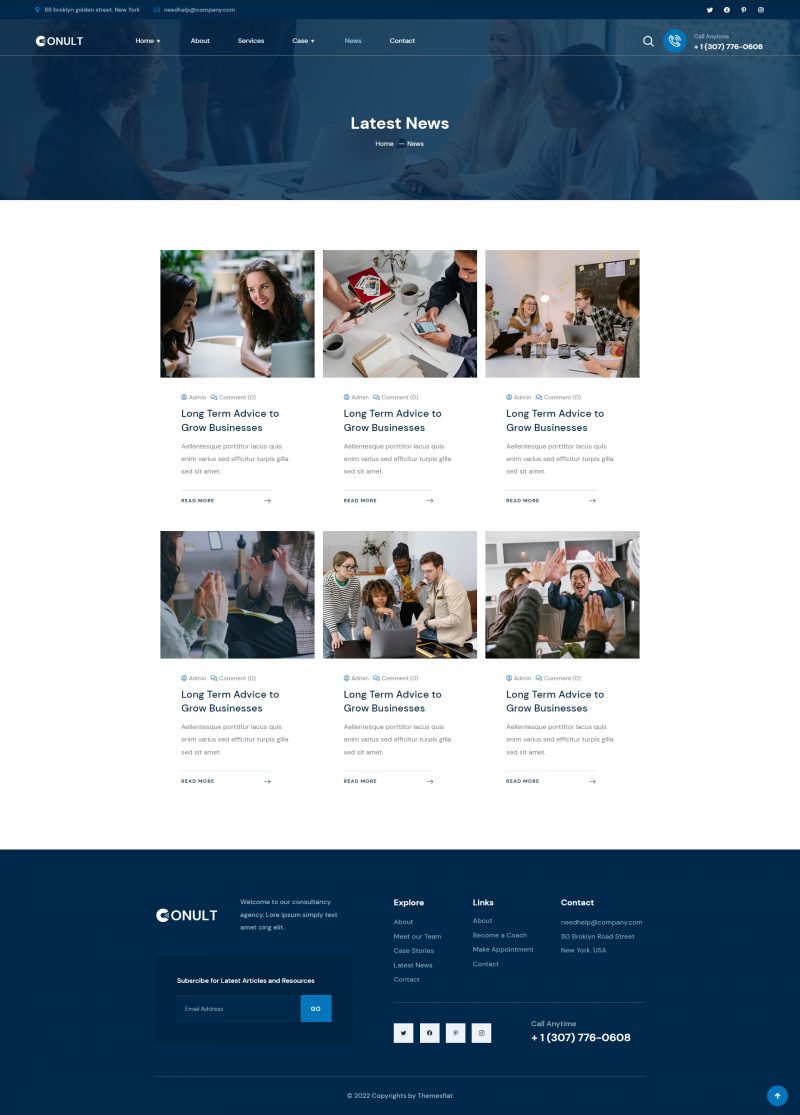 88 broklyn golden street. New York needhelp@company.com
CONULT Home + About Services Case + News Contact Call Anytime
+ 1 (307) 776-0608
Latest News
Home — News
Admin Comment (0)
Long Term Advice to
Grow Businesses
Aellentesque porttitor lacus quis
enim varius sed efficitur turpis gilla
sed sit amet.
READ MORE
Admin Comment (0)
Long Term Advice to
Grow Businesses
Aellentesque porttitor lacus quis
enim varius sed efficitur turpis gilla
sed sit amet.
READ MORE
Admin Comment (0)
Long Term Advice to
Grow Businesses
Aellentesque porttitor lacus quis
enim varius sed efficitur turpis gilla
sed sit amet.
READ MORE
Admin Comment (0)
Long Term Advice to
Grow Businesses
Aellentesque porttitor lacus quis
enim varius sed efficitur turpis gilla
sed sit amet.
READ MORE
Admin Comment (0)
Long Term Advice to
Grow Businesses
Aellentesque porttitor lacus quis
enim varius sed efficitur turpis gilla
sed sit amet.
READ MORE
Admin Comment (0)
Long Term Advice to
Grow Businesses
Aellentesque porttitor lacus quis
enim varius sed efficitur turpis gilla
sed sit amet.
READ MORE
CONULT
Welcome to our consultancy
agency. Lore ipsum simply text
amet cing elit.
Subsrcibe for Latest Articles and Resources
Email Address GO
Explore
About
Meet our Team
Case Stories
Latest News
Contact
Links
About
Become a Coach
Make Appointment
Contact
Contact
needhelp@company.com
80 Broklyn Road Street
New York. USA
Call Anytime
+ 1 (307) 776-0608
© 2022 Copyrights by Themesflat